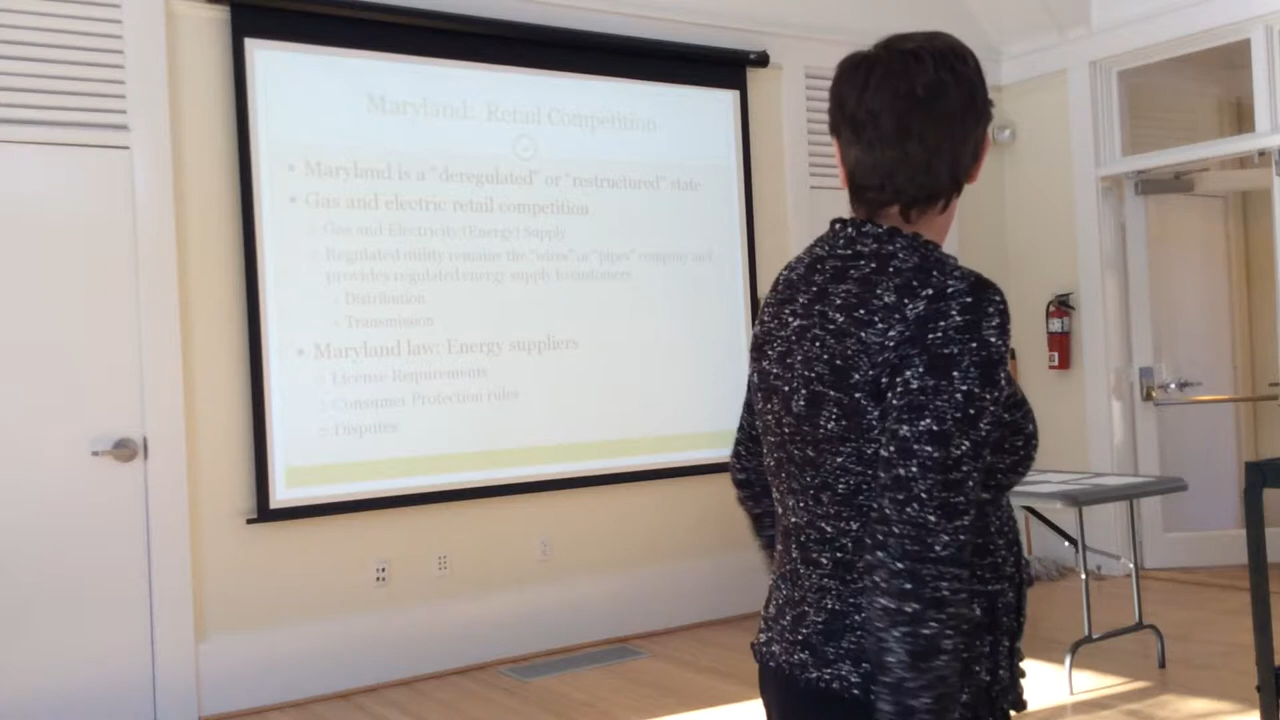 Maryland: Retail Competition
• Maryland is a "deregulated" or "restructured" state
• Gas and electric retail competition
Gas and Electricity (Energy) Supply
Regulated utility remains the "wires" or "pipes" company and
provides regulated energy supply to customers
Distribution
Transmission
• Maryland law: Energy suppliers
License Requirements
Consumer Protection rules
Disputes